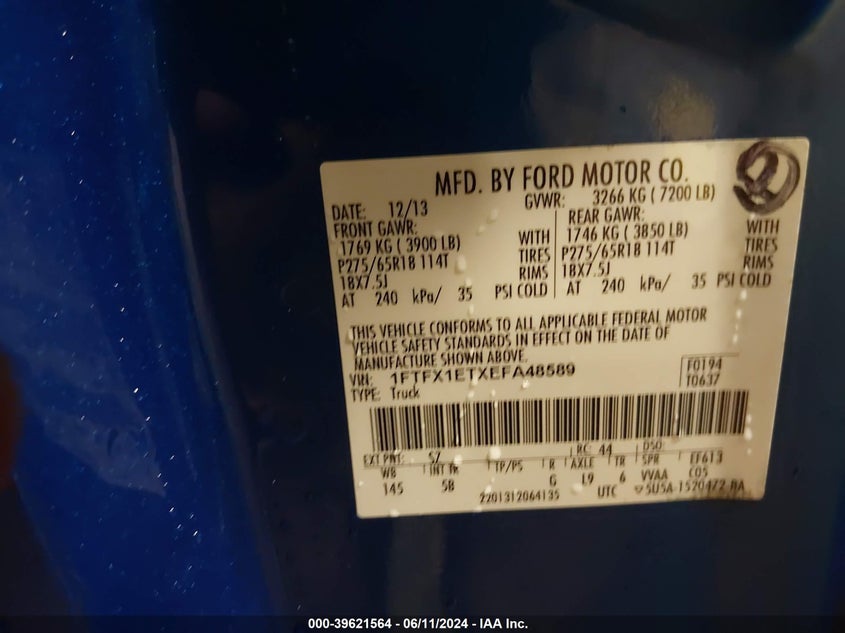 MFD. BY FORD MOTOR CO.
DATE: 12/13 GVWR: 3266 KG ( 7200 LB)
FRONT GAWR: REAR GAWR:
1769 KG ( 3900 LB) WITH 1746 KG ( 3850 LB) WITH
P275/65R18 114T TIRES P275/65R18 114T TIRES
18X7.5J RIMS 18X7.5J RIMS
AT 240 kPa/ 35 PSI COLD AT 240 kPa/ 35 PSI COLD
THIS VEHICLE CONFORMS TO ALL APPLICABLE FEDERAL MOTOR
VEHICLE SAFETY STANDARDS IN EFFECT ON THE DATE OF
MANUFACTURE SHOWN ABOVE.
VIN: 1FTFX1ETXEFA48589 F0194
TYPE: Truck T0637
EXT PNT: SZ RC: 44 DSO:
WB INT TR TP/PS R AXLE TR SPR EF613
145 5B G L9 6 VVAA C05
2201312064135 UTC
000-39621564 - 06/11/2024 - IAA Inc.